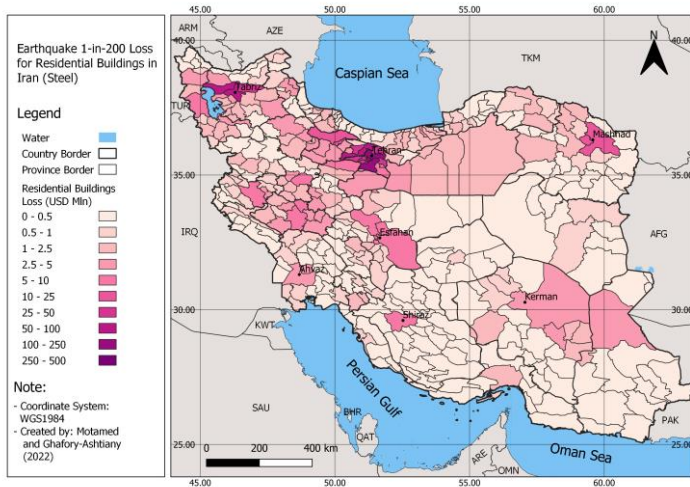 Earthquake 1-in-200 Loss
for Residential Buildings in
Iran (Steel)
Legend
Water
Country Border
Province Border
Residential Buildings
Loss (USD Mln)
0 - 0.5
0.5 - 1
1 - 2.5
2.5 - 5
5 - 10
10 - 25
25 - 50
50 - 100
100 - 250
250 - 500
Note:
- Coordinate System:
WGS1984
- Created by: Motamed
and Ghafory-Ashtiany
(2022)
45.00 50.00 55.00 60.00
ARM
AZE
40.00
40.00
N
TKM
Caspian Sea
Tabriz
TUR
Mashhad
Tehran
35.00
35.00
IRQ
Esfahan
AFG
Ahvaz
Kerman
30.00
30.00
Shiraz
KWT
Persian Gulf
SAU
BHR
QAT
PAK
25.00
25.00
ARE
Oman Sea
OMN
0 200 400 km
45.00 50.00 55.00 60.00